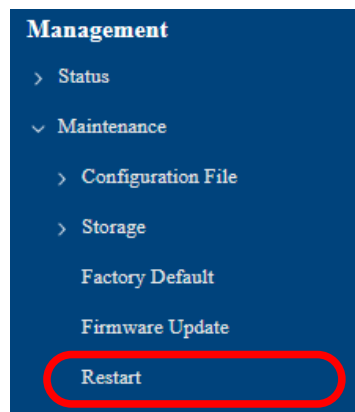 Management
Status
Maintenance
Configuration File
Storage
Factory Default
Firmware Update
Restart